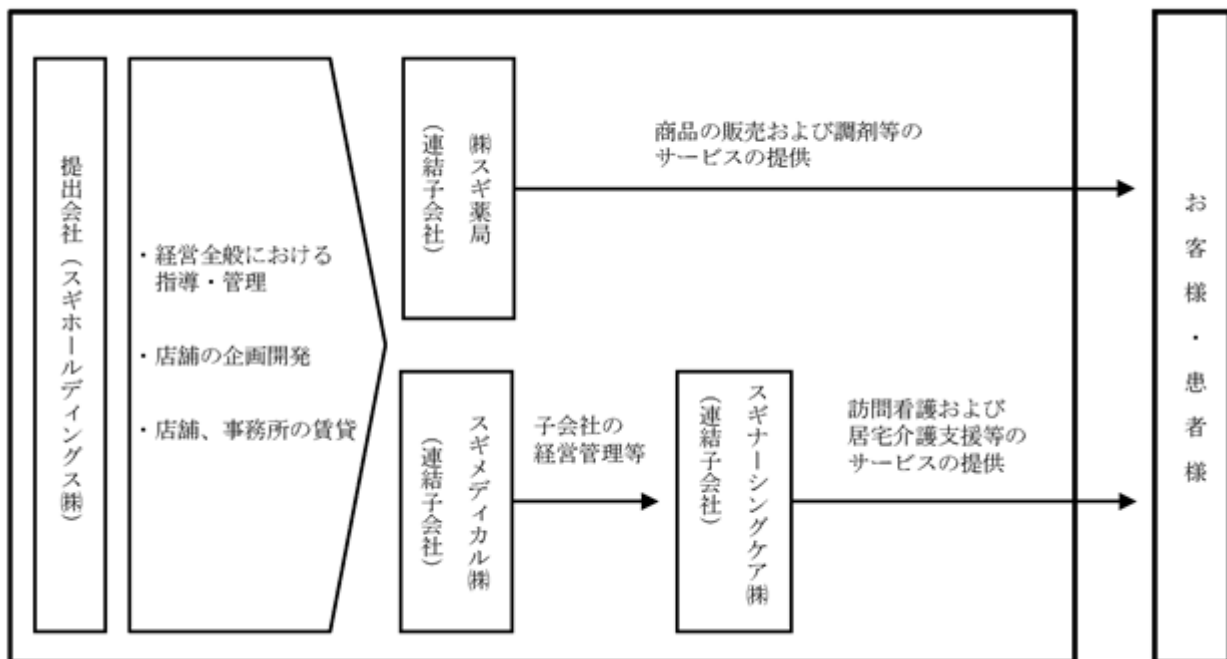 提出会社(スギホールディングス㈱)
・経営全般における
指導・管理
・店舗の企画開発
・店舗、事務所の賃貸
㈱スギ薬局
(連結子会社)
商品の販売および調剤等の
サービスの提供
スギメディカル㈱
(連結子会社)
子会社の
経営管理等
スギナーシングケア㈱
(連結子会社)
訪問看護および
居宅介護支援等の
サービスの提供
お客様・患者様